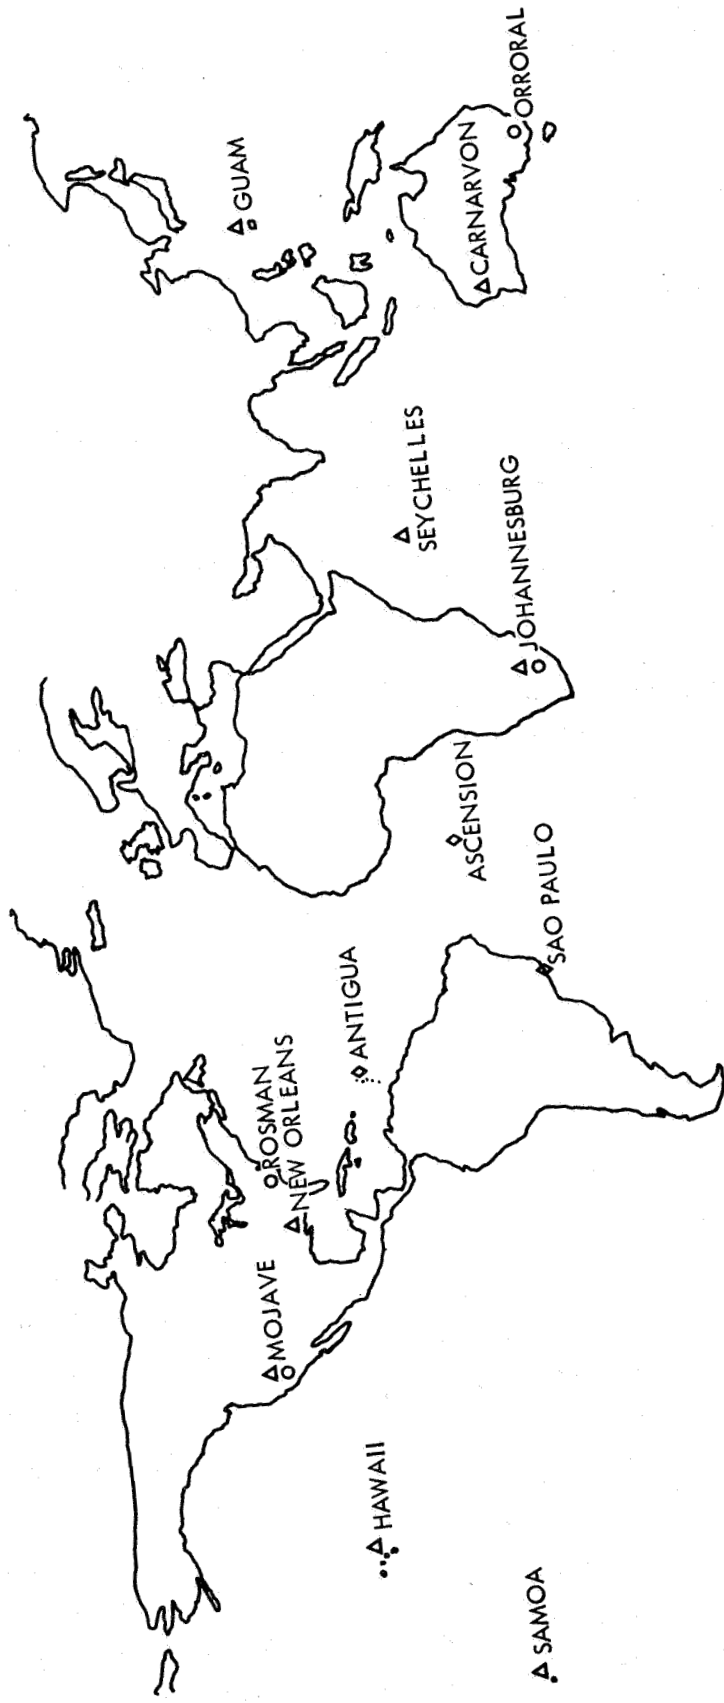 GUAM
ORRORAL
CARNARVON
SEYCHELLES
JOHANNESBURG
ASCENSION
SAO PAULO
ANTIGUA
ROSMAN
NEW ORLEANS
MOJAVE
HAWAII
SAMOA